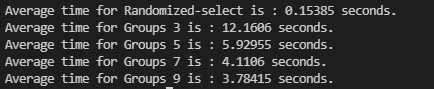 Average time for Randomized-select is : 0.15385 seconds.
Average time for Groups 3 is : 12.1606 seconds.
Average time for Groups 5 is : 5.92955 seconds.
Average time for Groups 7 is : 4.1106 seconds.
Average time for Groups 9 is : 3.78415 seconds.